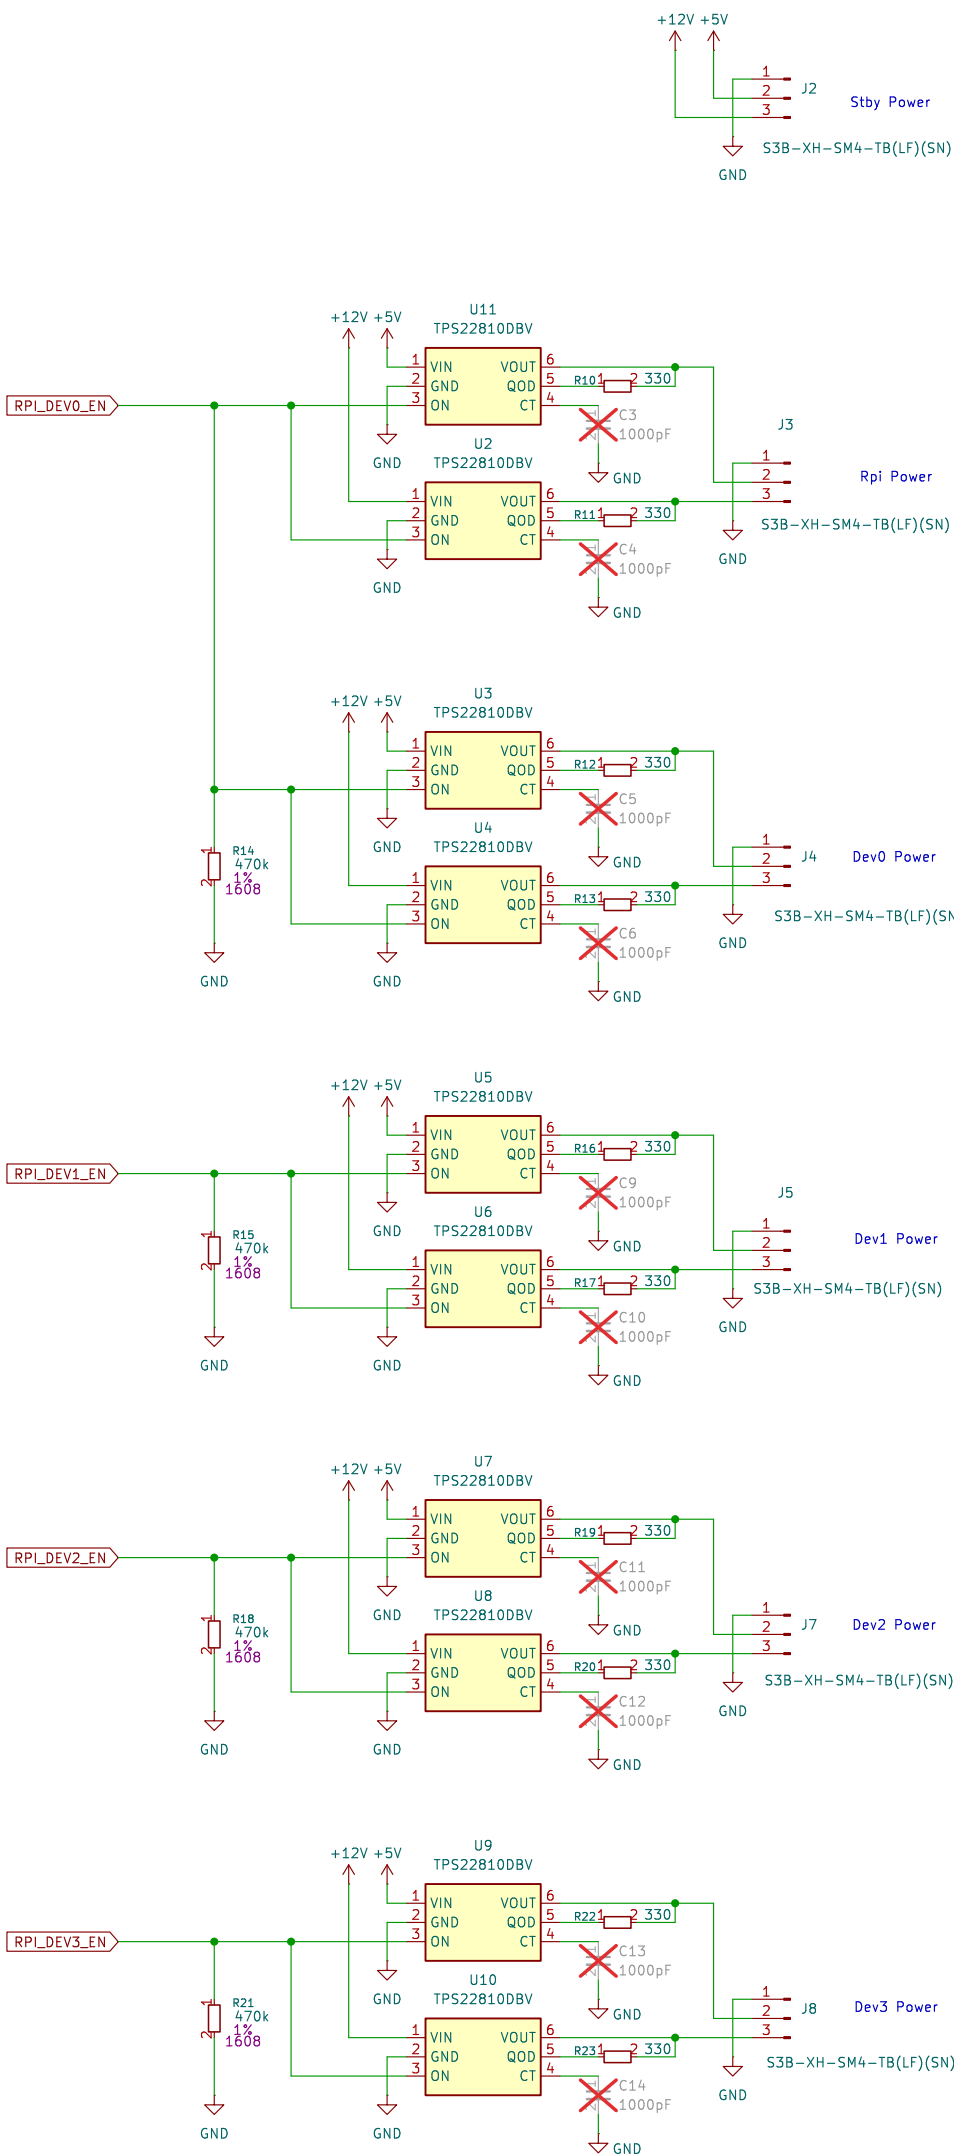 +12V +5V
1
2
3
J2
Stby Power
S3B-XH-SM4-TB(LF)(SN)
GND
U11
TPS22810DBV
+12V +5V
1 VIN VOUT 6
2 GND QOD 5
3 ON CT 4
R10 1 2 330
RPI_DEV0_EN
C3
1000pF
GND
GND
J3
U2
TPS22810DBV
1 VIN VOUT 6
2 GND QOD 5
3 ON CT 4
R11 1 2 330
1
2
3
Rpi Power
S3B-XH-SM4-TB(LF)(SN)
GND
C4
1000pF
GND
GND
U3
TPS22810DBV
+12V +5V
1 VIN VOUT 6
2 GND QOD 5
3 ON CT 4
R12 1 2 330
C5
1000pF
GND
GND
U4
TPS22810DBV
1 VIN VOUT 6
2 GND QOD 5
3 ON CT 4
R13 1 2 330
1
2
3
J4
Dev0 Power
S3B-XH-SM4-TB(LF)(SN
GND
1
2
R14
470k
1%
1608
GND
C6
1000pF
GND
GND
U5
TPS22810DBV
+12V +5V
1 VIN VOUT 6
2 GND QOD 5
3 ON CT 4
R16 1 2 330
RPI_DEV1_EN
C9
1000pF
GND
GND
J5
U6
TPS22810DBV
1 VIN VOUT 6
2 GND QOD 5
3 ON CT 4
R17 1 2 330
1
2
3
Dev1 Power
S3B-XH-SM4-TB(LF)(SN)
GND
1
2
R15
470k
1%
1608
GND
C10
1000pF
GND
GND
U7
TPS22810DBV
+12V +5V
1 VIN VOUT 6
2 GND QOD 5
3 ON CT 4
R19 1 2 330
RPI_DEV2_EN
C11
1000pF
GND
GND
U8
TPS22810DBV
1 VIN VOUT 6
2 GND QOD 5
3 ON CT 4
R20 1 2 330
1
2
3
J7
Dev2 Power
S3B-XH-SM4-TB(LF)(SN)
GND
1
2
R18
470k
1%
1608
GND
C12
1000pF
GND
GND
U9
TPS22810DBV
+12V +5V
1 VIN VOUT 6
2 GND QOD 5
3 ON CT 4
R22 1 2 330
RPI_DEV3_EN
C13
1000pF
GND
GND
U10
TPS22810DBV
1 VIN VOUT 6
2 GND QOD 5
3 ON CT 4
R23 1 2 330
1
2
3
J8
Dev3 Power
S3B-XH-SM4-TB(LF)(SN)
GND
1
2
R21
470k
1%
1608
GND
C14
1000pF
GND
GND